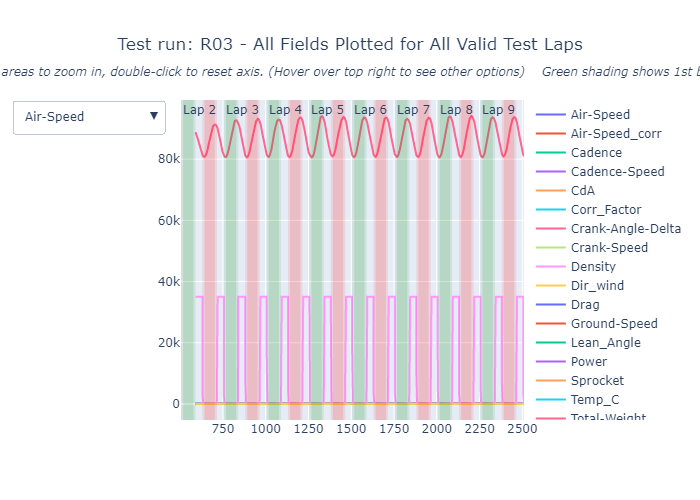 Test run: R03 - All Fields Plotted for All Valid Test Laps
areas to zoom in, double-click to reset axis. (Hover over top right to see other options) Green shading shows 1st
Air-Speed ▼
Lap 2 Lap 3 Lap 4 Lap 5 Lap 6 Lap 7 Lap 8 Lap 9
80k
60k
40k
20k
0
750 1000 1250 1500 1750 2000 2250 2500
Air-Speed
Air-Speed_corr
Cadence
Cadence-Speed
CdA
Corr_Factor
Crank-Angle-Delta
Crank-Speed
Density
Dir_wind
Drag
Ground-Speed
Lean_Angle
Power
Sprocket
Temp_C
Total-Weight